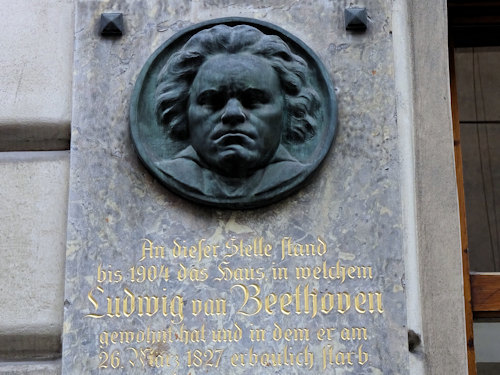 An dieser Stelle stand
bis 1904 das Haus in welchem
Ludwig van Beethoven
gewohnt hat und in dem er am
26. März 1827 erbaulich starb